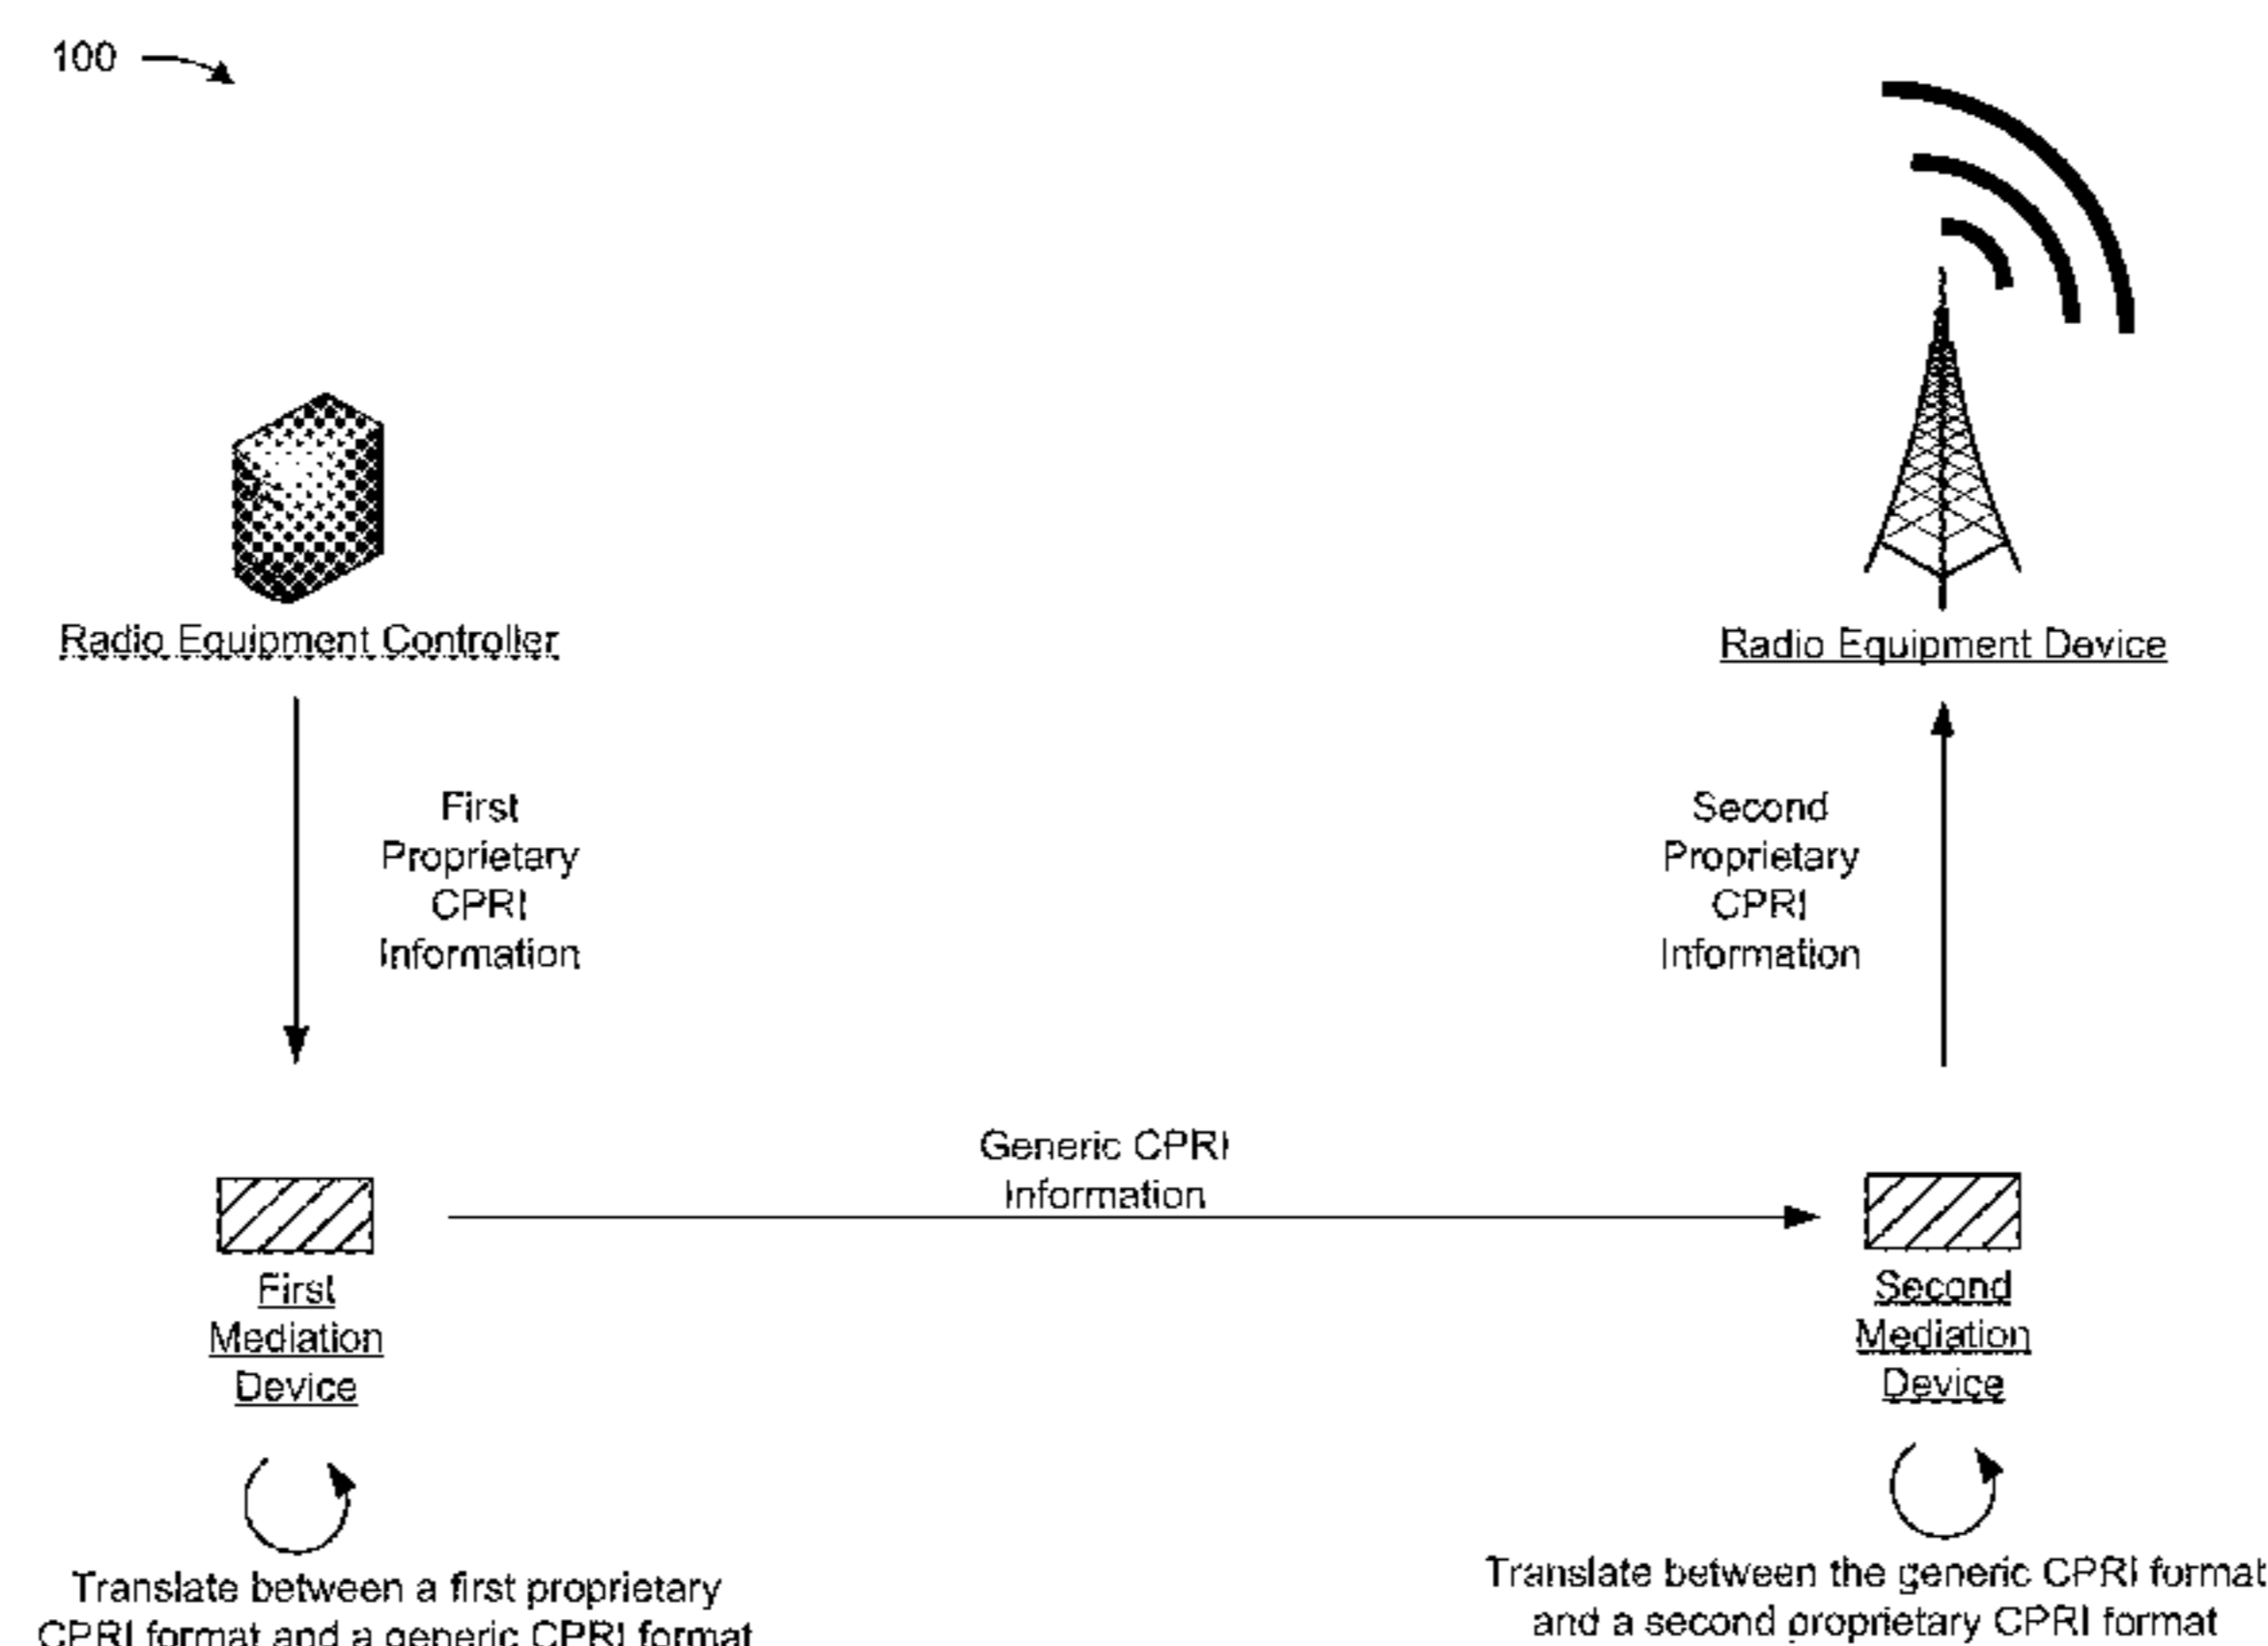 100
Radio Equipment Controller
Radio Equipment Device
First
Proprietary
CPRI
Information
Second
Proprietary
CPRI
Information
Generic CPRI
Information
First
Mediation
Device
Second
Mediation
Device
Translate between a first proprietary
CPRI format and a generic CPRI format
Translate between the generic CPRI format
and a second proprietary CPRI format